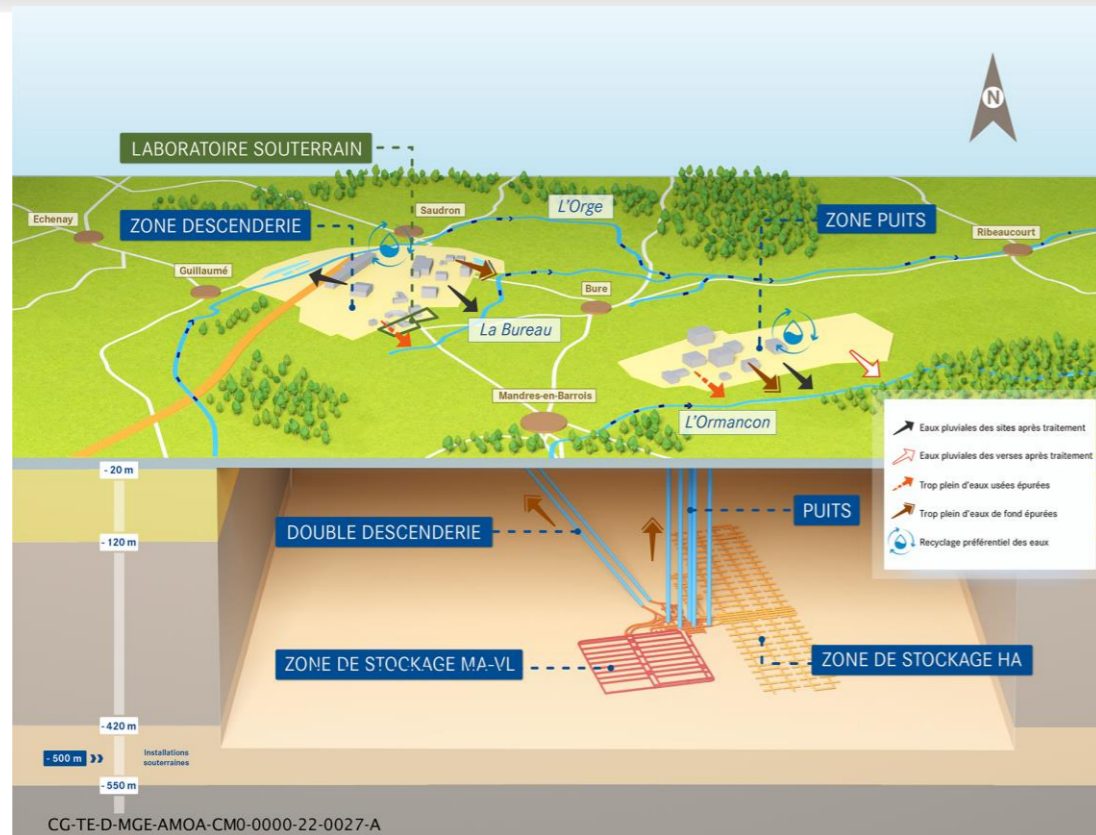 N
LABORATOIRE SOUTERRAIN
L'Orge
Saudron
ZONE PUITS
Echenay
ZONE DESCENDERIE
Ribeaucourt
Guillaumé
Bure
La Bureau
Mandres-en-Barrois
L'Ormancon
Eaux pluviales des sites après traitement
Eaux pluviales des verses après traitement
Trop plein d'eaux usées épurées
Trop plein d'eaux de fond épurées
Recyclage préférentiel des eaux
- 20 m
PUITS
DOUBLE DESCENDERIE
- 120 m
ZONE DE STOCKAGE MA-VL
ZONE DE STOCKAGE HA
- 420 m
- 500 m
Installations
souterraines
- 550 m
CG-TE-D-MGE-AMOA-CM0-0000-22-0027-A